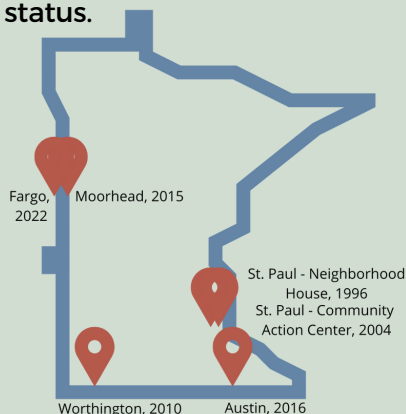 status.
Fargo,
2022
Moorhead, 2015
St. Paul - Neighborhood
House, 1996
St. Paul - Community
Action Center, 2004
Worthington, 2010
Austin, 2016